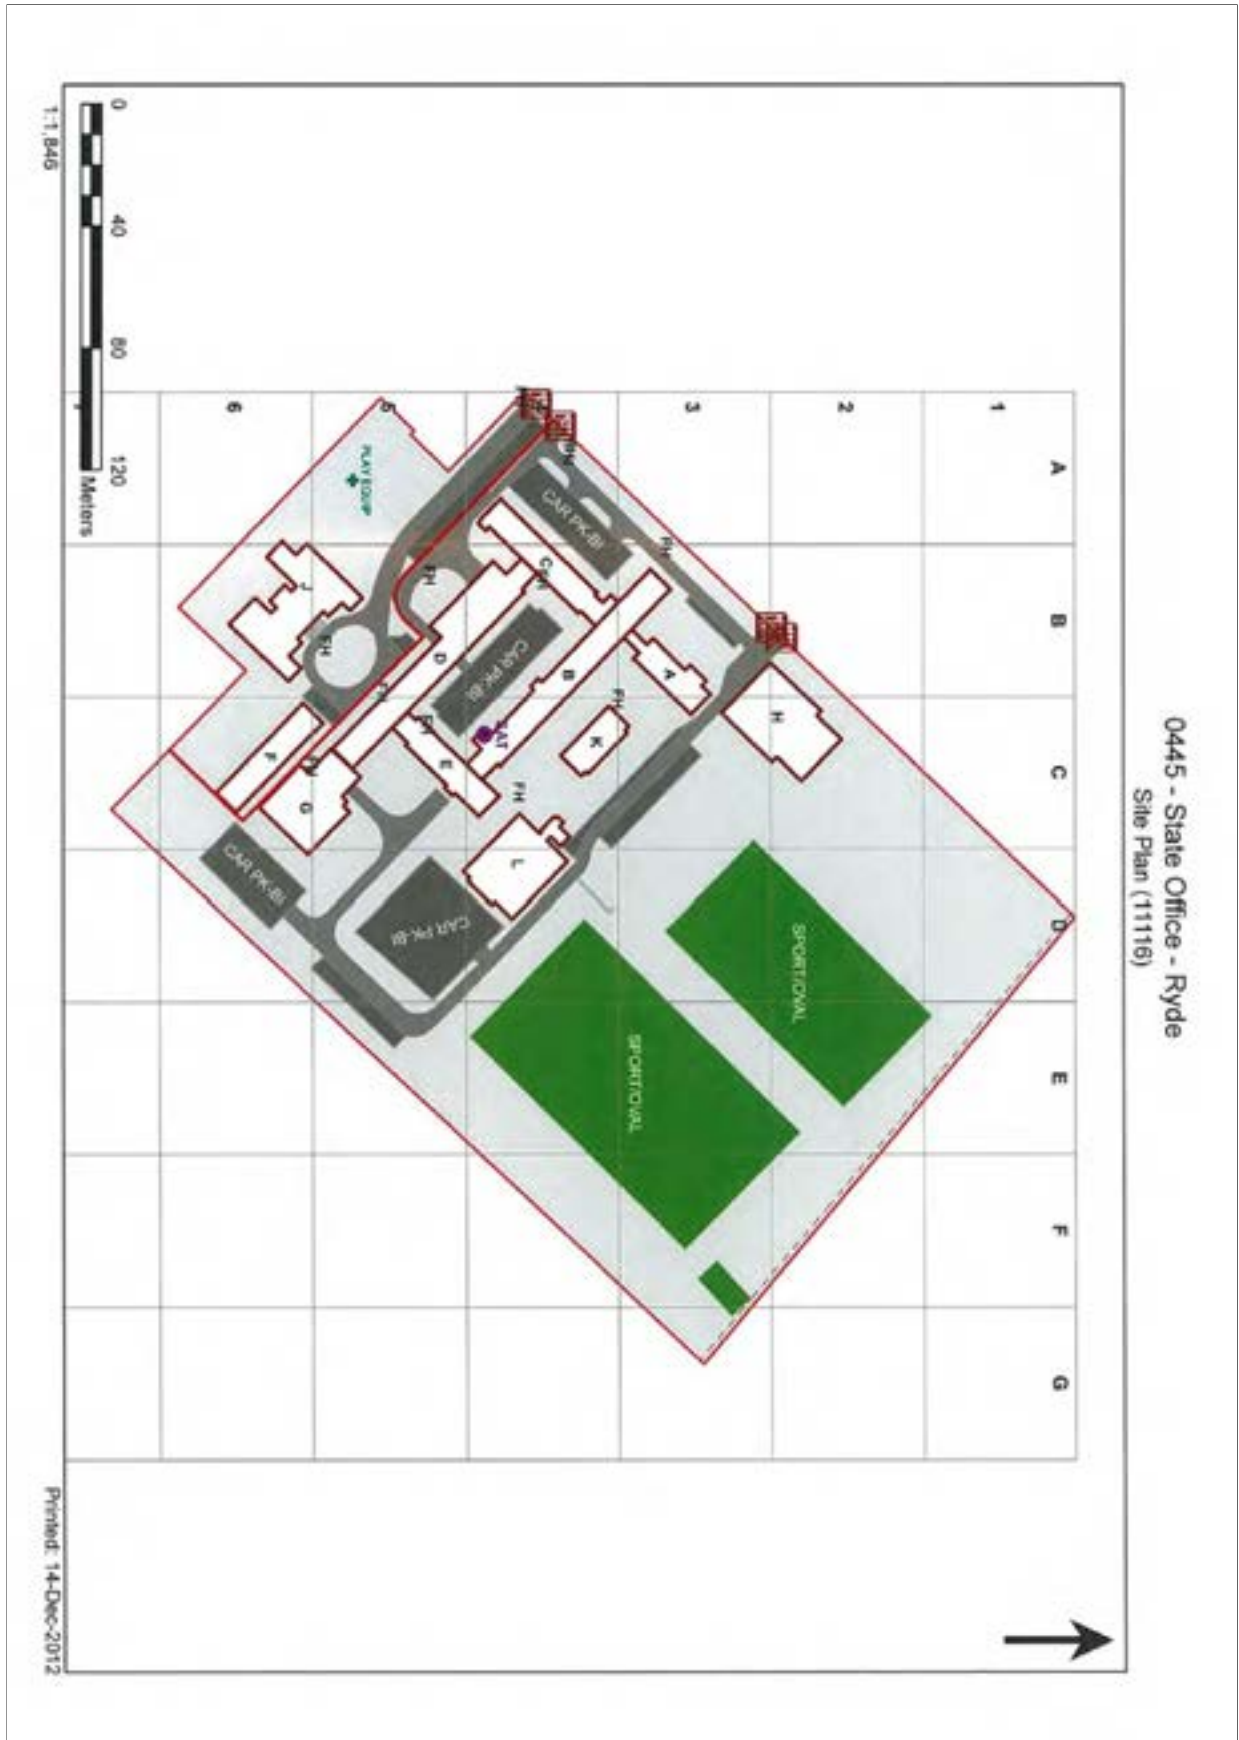 0445 - State Office - Ryde
Site Plan (11116)
A
B
C
D
E
F
G
1
2
3
5
6
H
FH
FH
CAR PK-BI
A
FH
K
B
C
FH
CAR PK-BI
SAT
FH
L
E
D
FH
J
FH
F
G
PLAY EQUIP
CAR PK-BI
CAR PK-BI
SPORT/OVAL
SPORT/OVAL
0
40
80
120
Meters
1:1,846
Printed: 14-Dec-2012